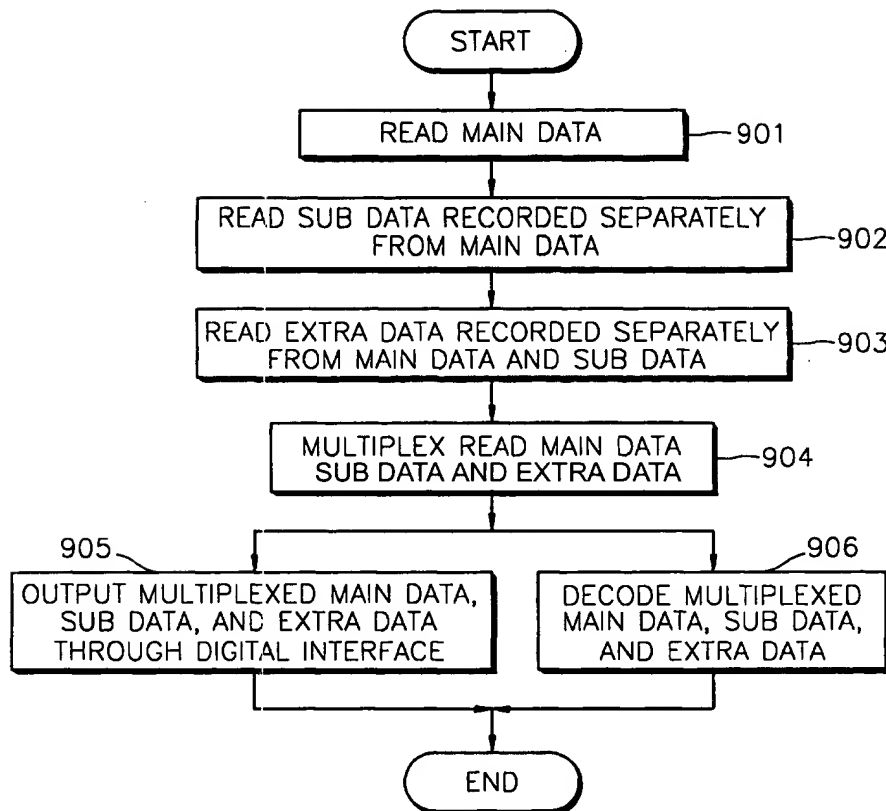 START
READ MAIN DATA
901
READ SUB DATA RECORDED SEPARATELY
FROM MAIN DATA
902
READ EXTRA DATA RECORDED SEPARATELY
FROM MAIN DATA AND SUB DATA
903
MULTIPLEX READ MAIN DATA
SUB DATA AND EXTRA DATA
904
905
OUTPUT MULTIPLEXED MAIN DATA,
SUB DATA, AND EXTRA DATA
THROUGH DIGITAL INTERFACE
906
DECODE MULTIPLEXED
MAIN DATA, SUB DATA,
AND EXTRA DATA
END